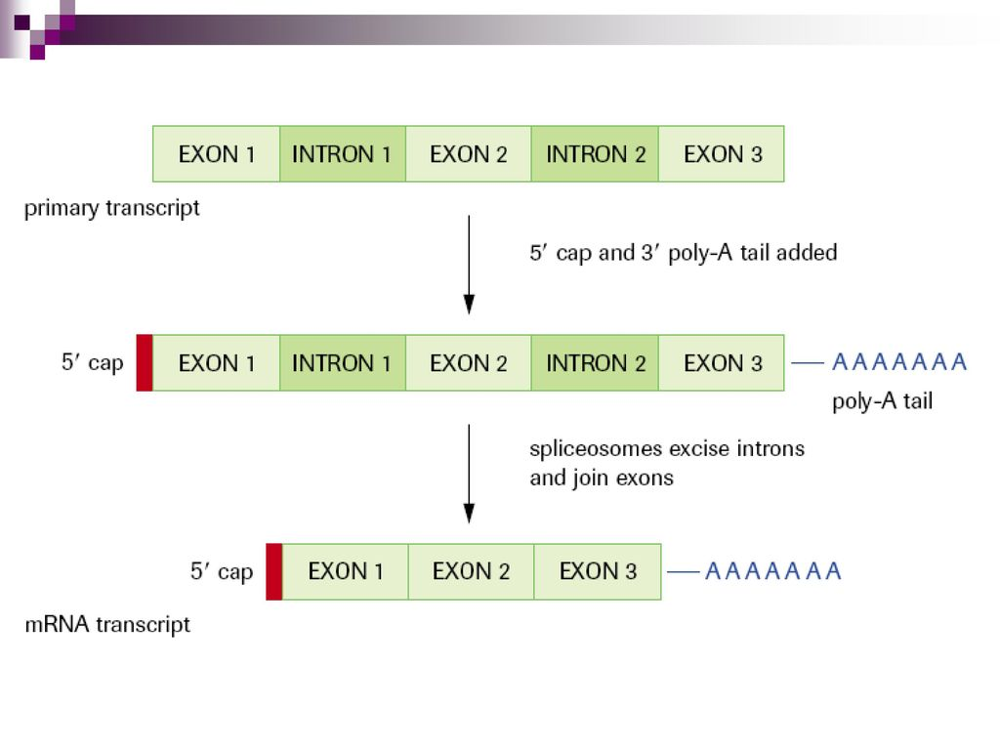 EXON 1 INTRON 1 EXON 2 INTRON 2 EXON 3
primary transcript
5′ cap and 3′ poly-A tail added
5′ cap EXON 1 INTRON 1 EXON 2 INTRON 2 EXON 3 AAAAAAA
poly-A tail
spliceosomes excise introns
and join exons
5′ cap EXON 1 EXON 2 EXON 3 AAAAAAA
mRNA transcript